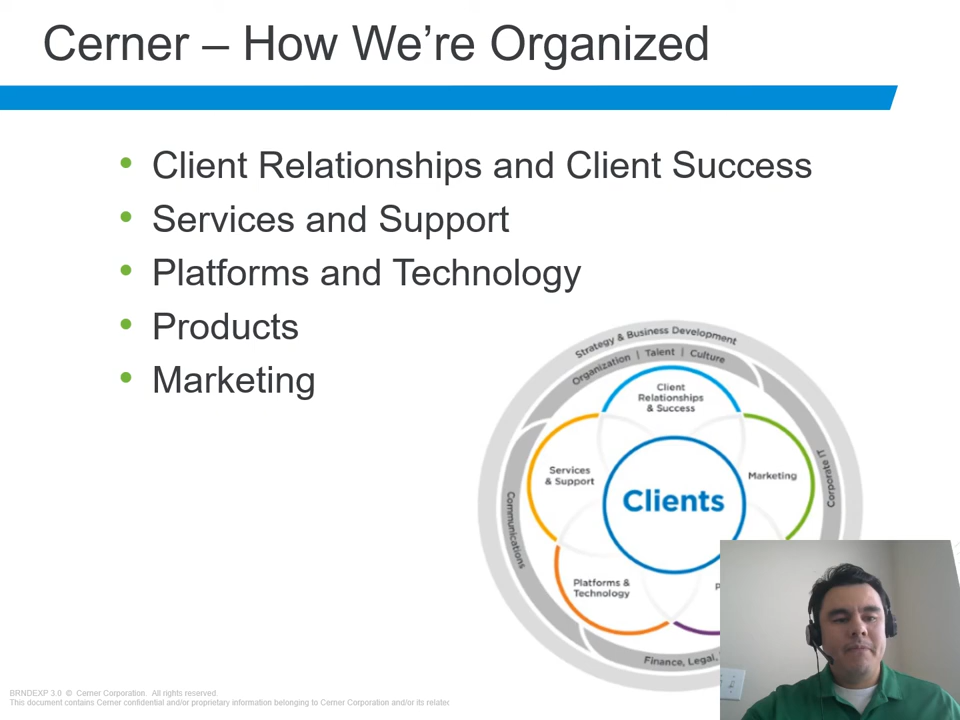 Cerner – How We’re Organized
• Client Relationships and Client Success
• Services and Support
• Platforms and Technology
• Products
• Marketing
Strategy & Business Development
Organization | Talent | Culture
Client
Relationships
& Success
Services
& Support
Marketing
Clients
Corporate IT
Communications
Platforms &
Technology
Finance, Legal,
BRNDEXP 3.0 © Cerner Corporation. All rights reserved.
This document contains Cerner confidential and/or proprietary information belonging to Cerner Corporation and/or its